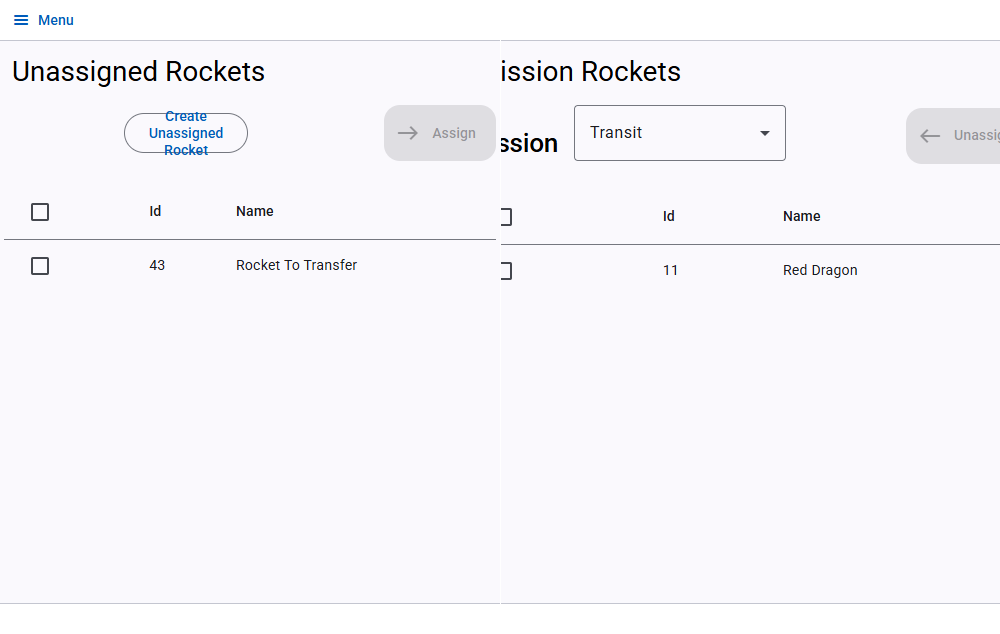 Menu
Unassigned Rockets
Create
Unassigned
Rocket
Assign
Id Name
43 Rocket To Transfer
ission Rockets
ssion
Transit
Unassig
Id Name
11 Red Dragon